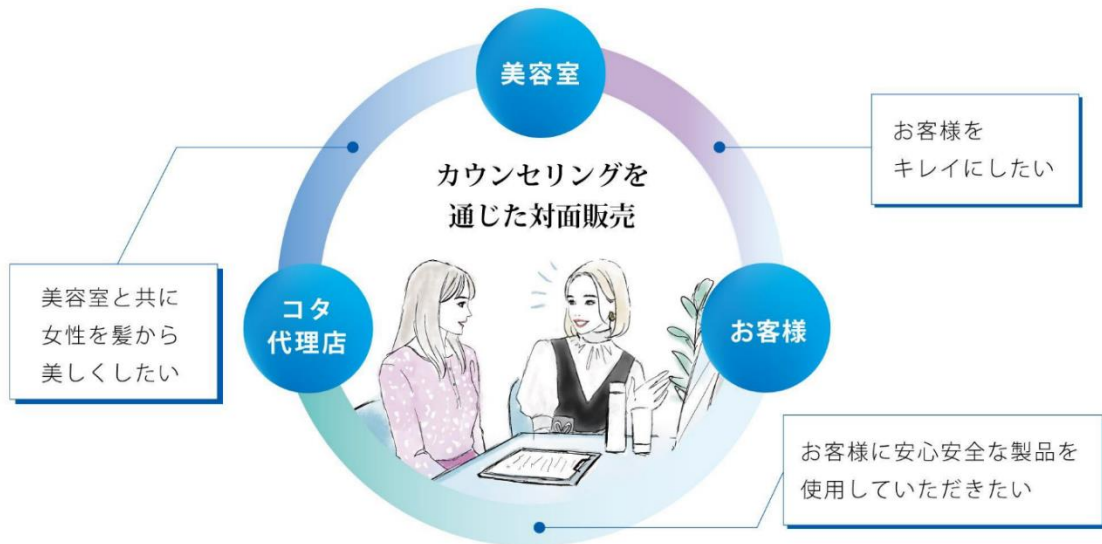 美容室
カウンセリングを
通じた対面販売
お客様を
キレイにしたい
美容室と共に
女性を髪から
美しくしたい
コタ
代理店
お客様
お客様に安心安全な製品を
使用していただきたい